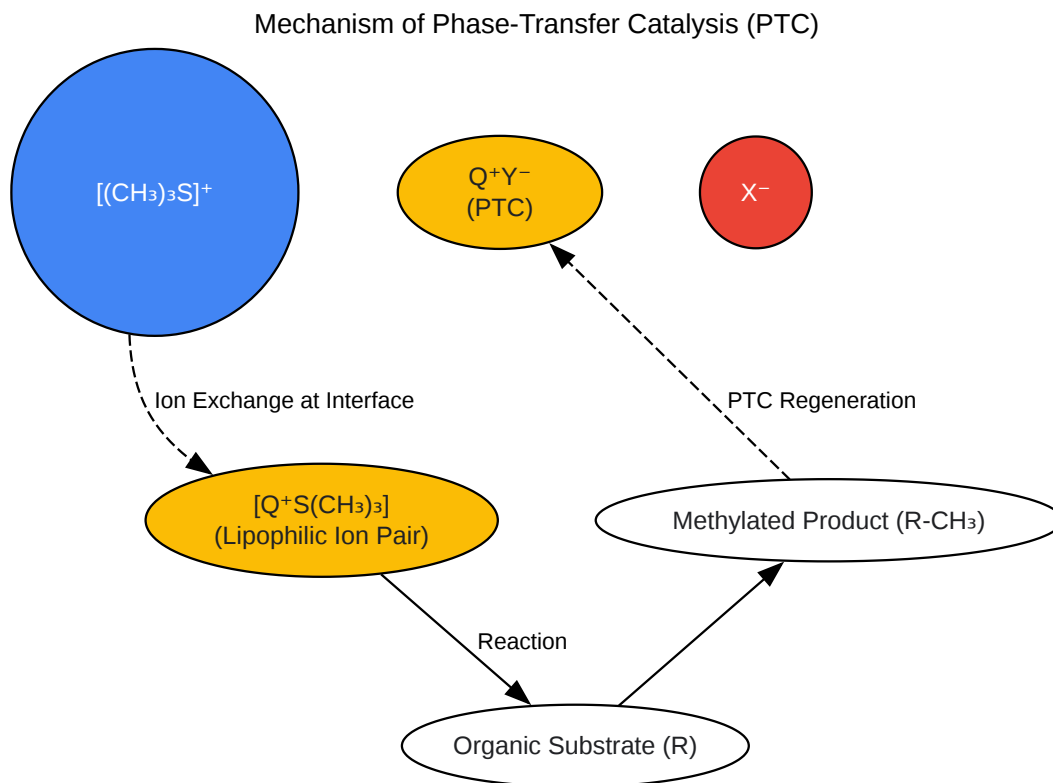 Mechanism of Phase-Transfer Catalysis (PTC)
[(CH₃)₃S]⁺
Q⁺Y⁻
(PTC)
X⁻
Ion Exchange at Interface
PTC Regeneration
[Q⁺S(CH₃)₃]
(Lipophilic Ion Pair)
Methylated Product (R-CH₃)
Reaction
Organic Substrate (R)